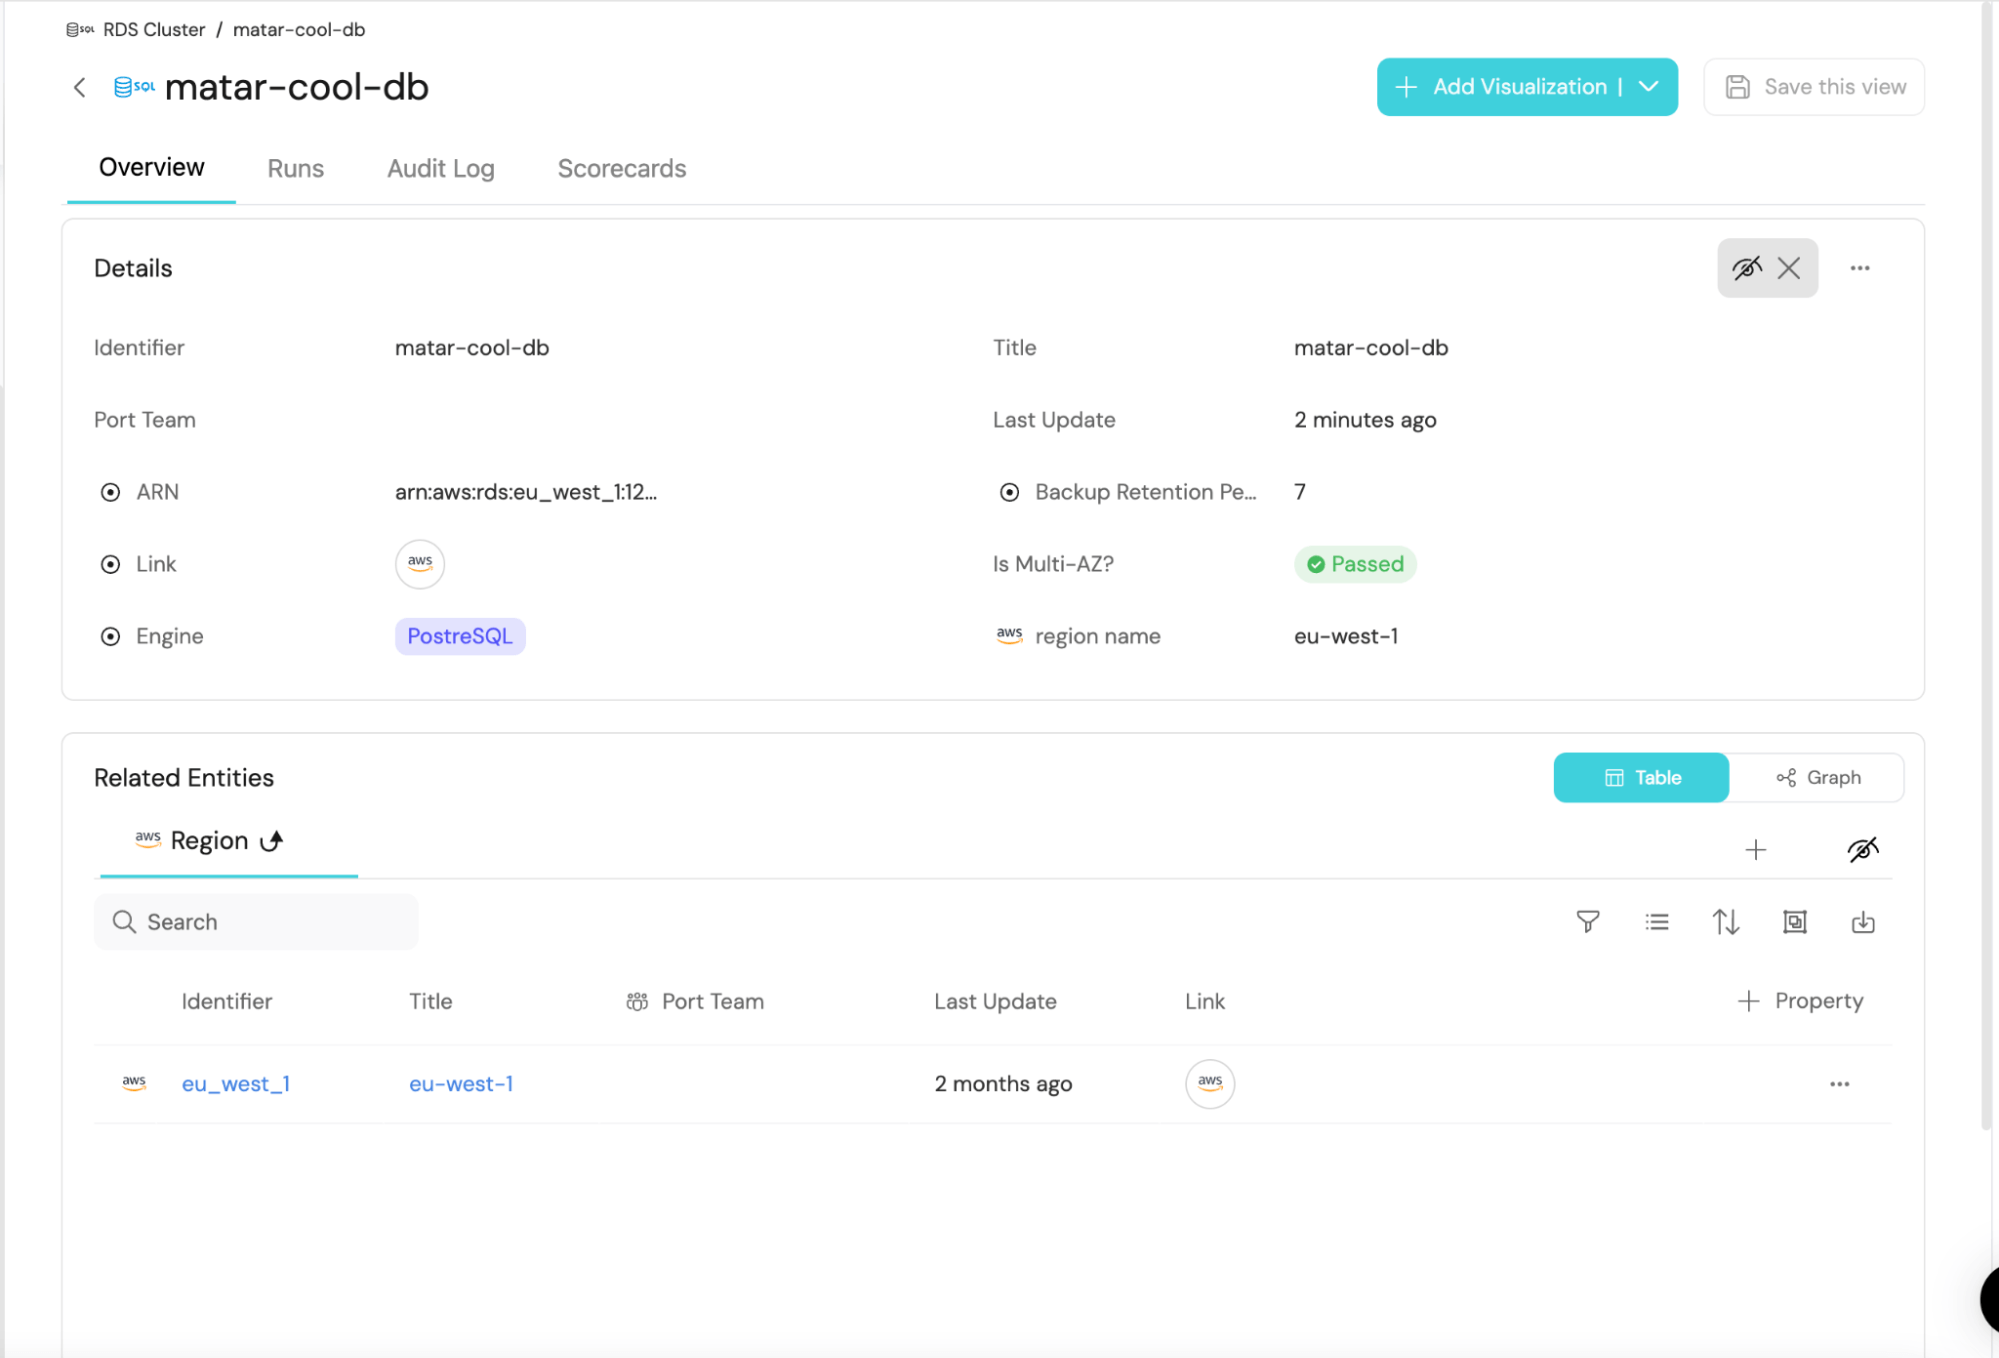 SQL RDS Cluster / matar-cool-db
SQL matar-cool-db
Add Visualization | Save this view
Overview Runs Audit Log Scorecards
Details
Identifier matar-cool-db Title matar-cool-db
Port Team Last Update 2 minutes ago
ARN arn:aws:rds:eu_west_1:12... Backup Retention Pe... 7
Link aws Is Multi-AZ? Passed
Engine PostreSQL aws region name eu-west-1
Related Entities Table Graph
aws Region
Search
Identifier Title Port Team Last Update Link + Property
aws eu_west_1 eu-west-1 2 months ago aws